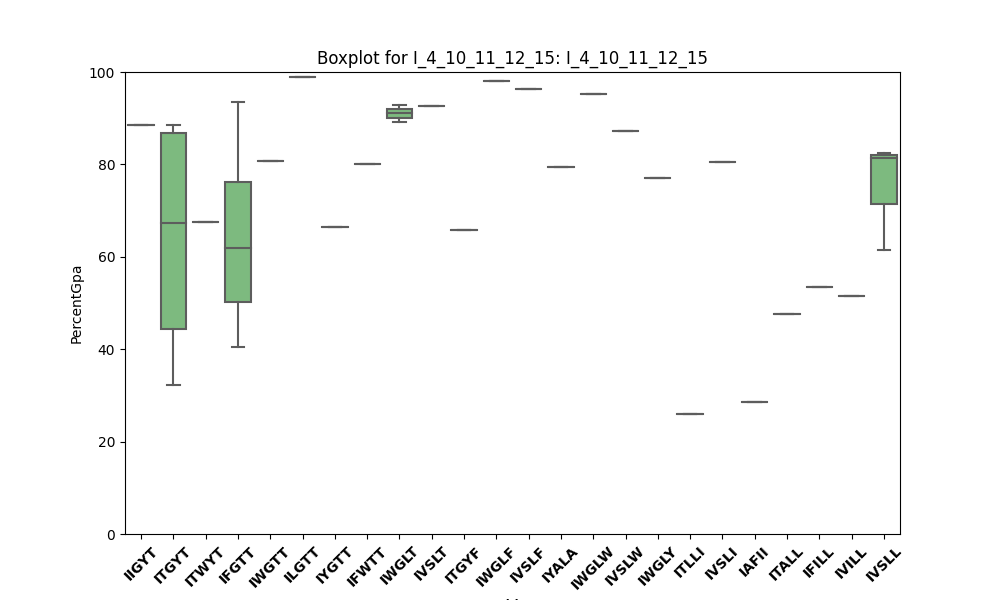 Boxplot for I_4_10_11_12_15: I_4_10_11_12_15
100
80
60
40
20
0
PercentGpa
IIGYT ITGYT ITWYT IFGTT IWGTT ILGTT IYGTT IFWTT IWGLT IVSLT ITGYF IWGLF IVSLF IYALA IWGLW IVSLW IWGLY ITLLI IVSLI IAFII ITALL IFILL IVILL IVSLL